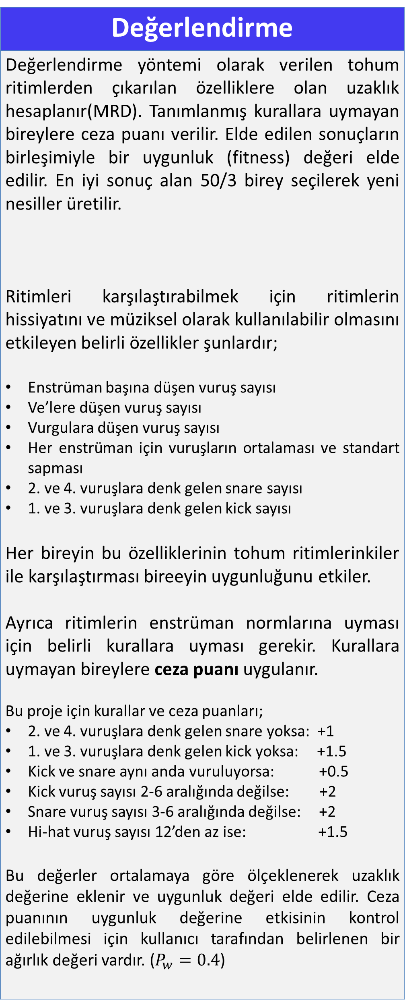 Değerlendirme
Değerlendirme yöntemi olarak verilen tohum
ritimlerden çıkarılan özelliklere olan uzaklık
hesaplanır(MRD). Tanımlanmış kurallara uymayan
bireylere ceza puanı verilir. Elde edilen sonuçların
birleşimiyle bir uygunluk (fitness) değeri elde
edilir. En iyi sonuç alan 50/3 birey seçilerek yeni
nesiller üretilir.
Ritimleri karşılaştırabilmek için ritimlerin
hissiyatını ve müziksel olarak kullanılabilir olmasını
etkileyen belirli özellikler şunlardır;
• Enstrüman başına düşen vuruş sayısı
• Ve’lere düşen vuruş sayısı
• Vurgulara düşen vuruş sayısı
• Her enstrüman için vuruşların ortalaması ve standart
sapması
• 2. ve 4. vuruşlara denk gelen snare sayısı
• 1. ve 3. vuruşlara denk gelen kick sayısı
Her bireyin bu özelliklerinin tohum ritimlerinkiler
ile karşılaştırması bireeyin uygunluğunu etkiler.
Ayrıca ritimlerin enstrüman normlarına uyması
için belirli kurallara uyması gerekir. Kurallara
uymayan bireylere ceza puanı uygulanır.
Bu proje için kurallar ve ceza puanları;
• 2. ve 4. vuruşlara denk gelen snare yoksa: +1
• 1. ve 3. vuruşlara denk gelen kick yoksa: +1.5
• Kick ve snare aynı anda vuruluyorsa: +0.5
• Kick vuruş sayısı 2-6 aralığında değilse: +2
• Snare vuruş sayısı 3-6 aralığında değilse: +2
• Hi-hat vuruş sayısı 12’den az ise: +1.5
Bu değerler ortalamaya göre ölçeklenerek uzaklık
değerine eklenir ve uygunluk değeri elde edilir. Ceza
puanının uygunluk değerine etkisinin kontrol
edilebilmesi için kullanıcı tarafından belirlenen bir
ağırlık değeri vardır. (P_w = 0.4)